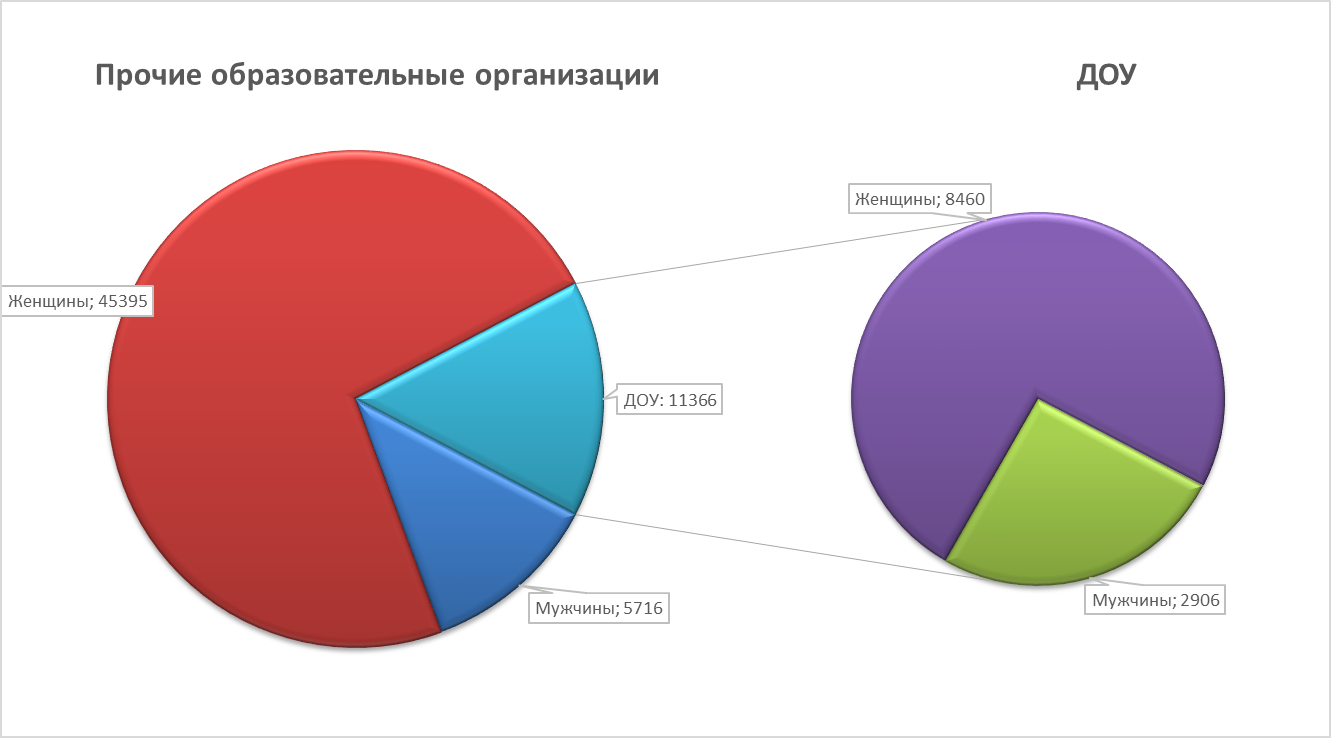 Прочие образовательные организации
ДОУ
Женщины; 8460
Женщины; 45395
ДОУ: 11366
Мужчины; 5716
Мужчины; 2906